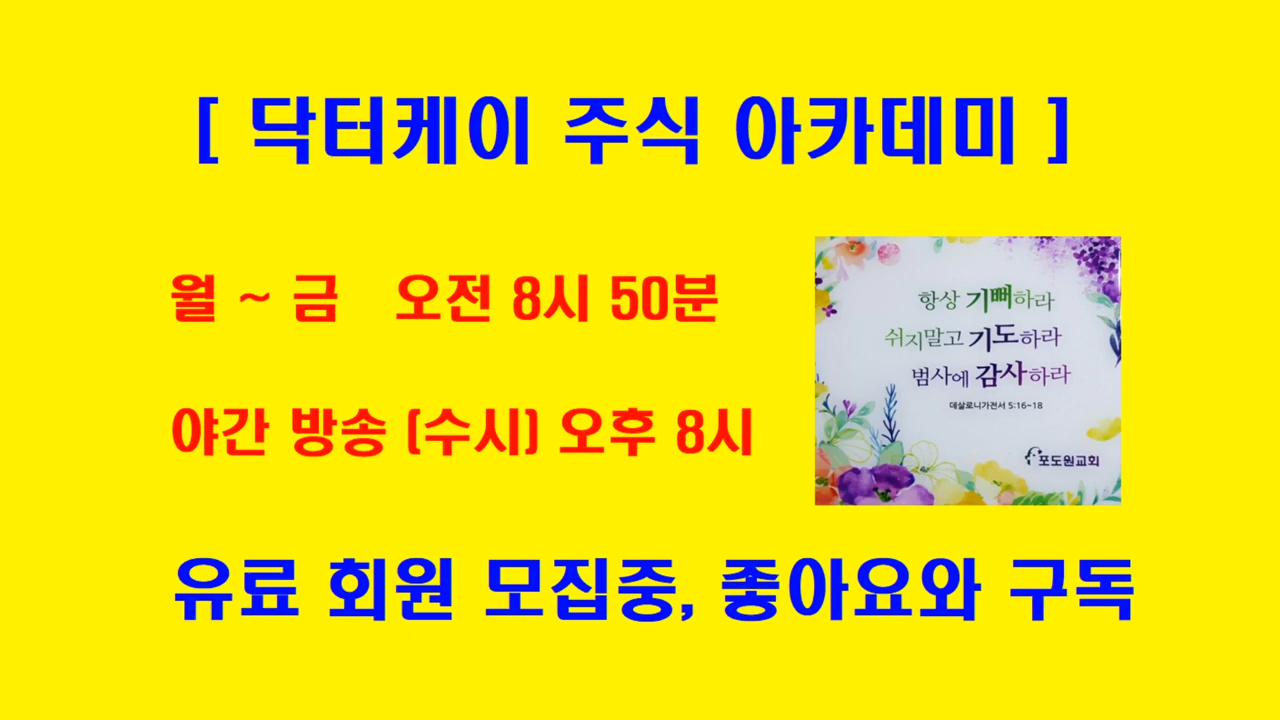 [ 닥터케이 주식 아카데미 ]
월 ~ 금 오전 8시 50분
야간 방송 (수시) 오후 8시
항상 기뻐하라
쉬지말고 기도하라
범사에 감사하라
데살로니가전서 5:16~18
포도원교회
유료 회원 모집중, 좋아요와 구독